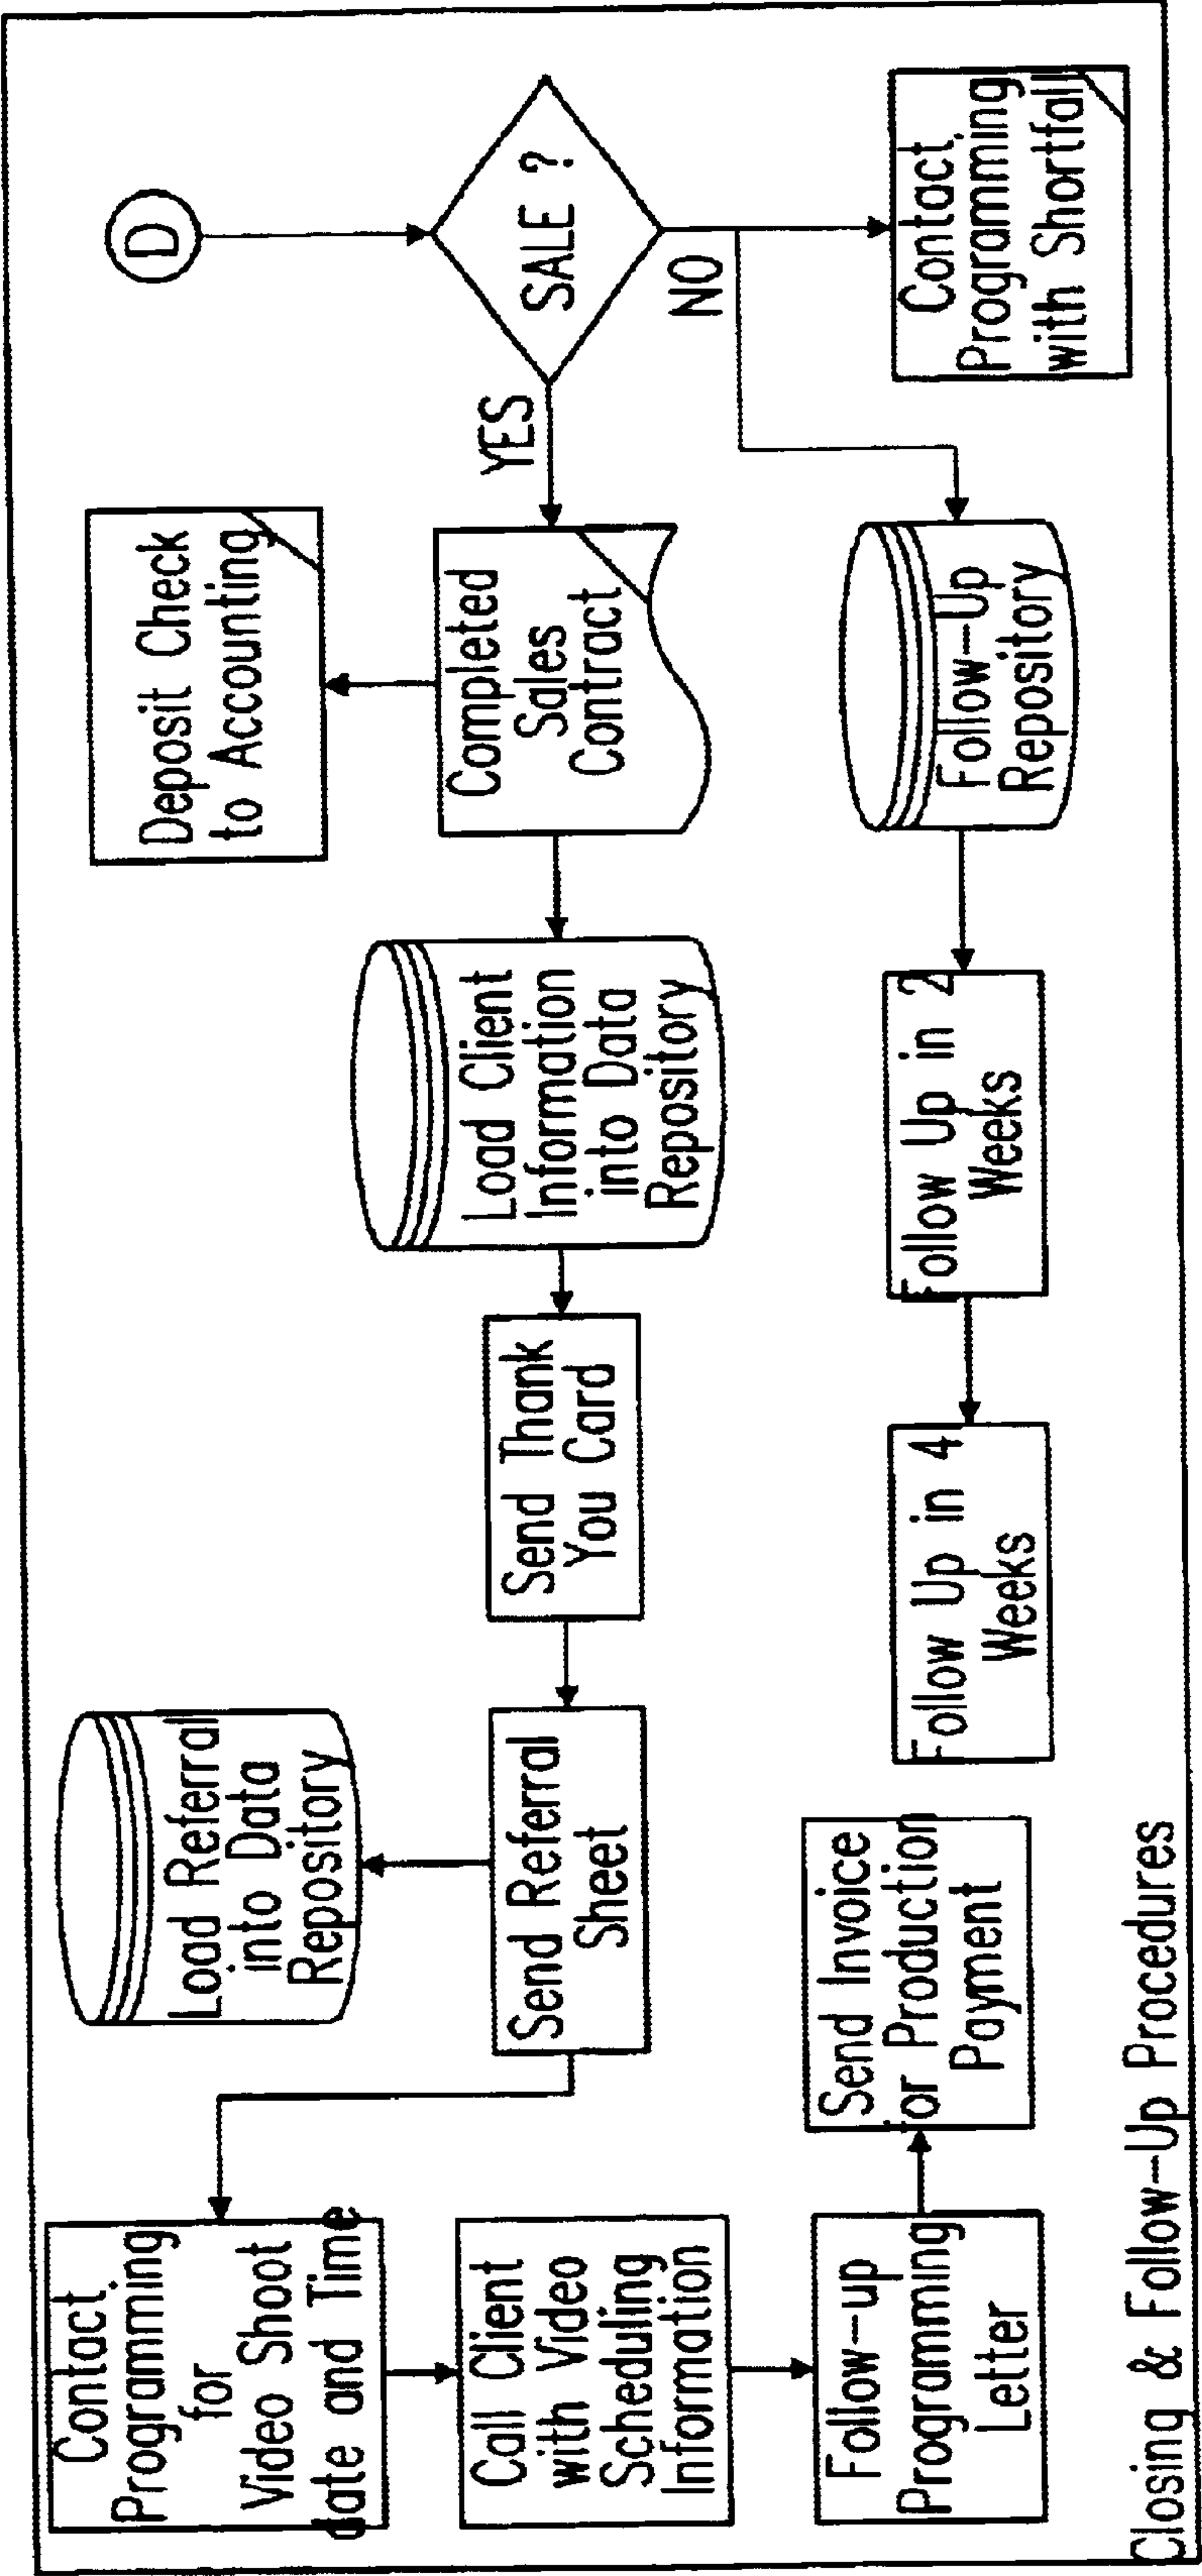 D
SALE ?
YES
NO
Contact
Programming
with Shortfall
Deposit Check
to Accounting
Completed
Sales
Contract
Load Client
Information
into Data
Repository
Send Thank
You Card
Send Referral
Sheet
Load Referral
into Data
Repository
Contact
Programming
for
Video Shoot
date and Time
Call Client
with Video
Scheduling
Information
Follow-up
Programming
Letter
Send Invoice
for Production
Payment
Follow-Up
Repository
Follow Up in 2
Weeks
Follow Up in 4
Weeks
Closing & Follow-Up Procedures